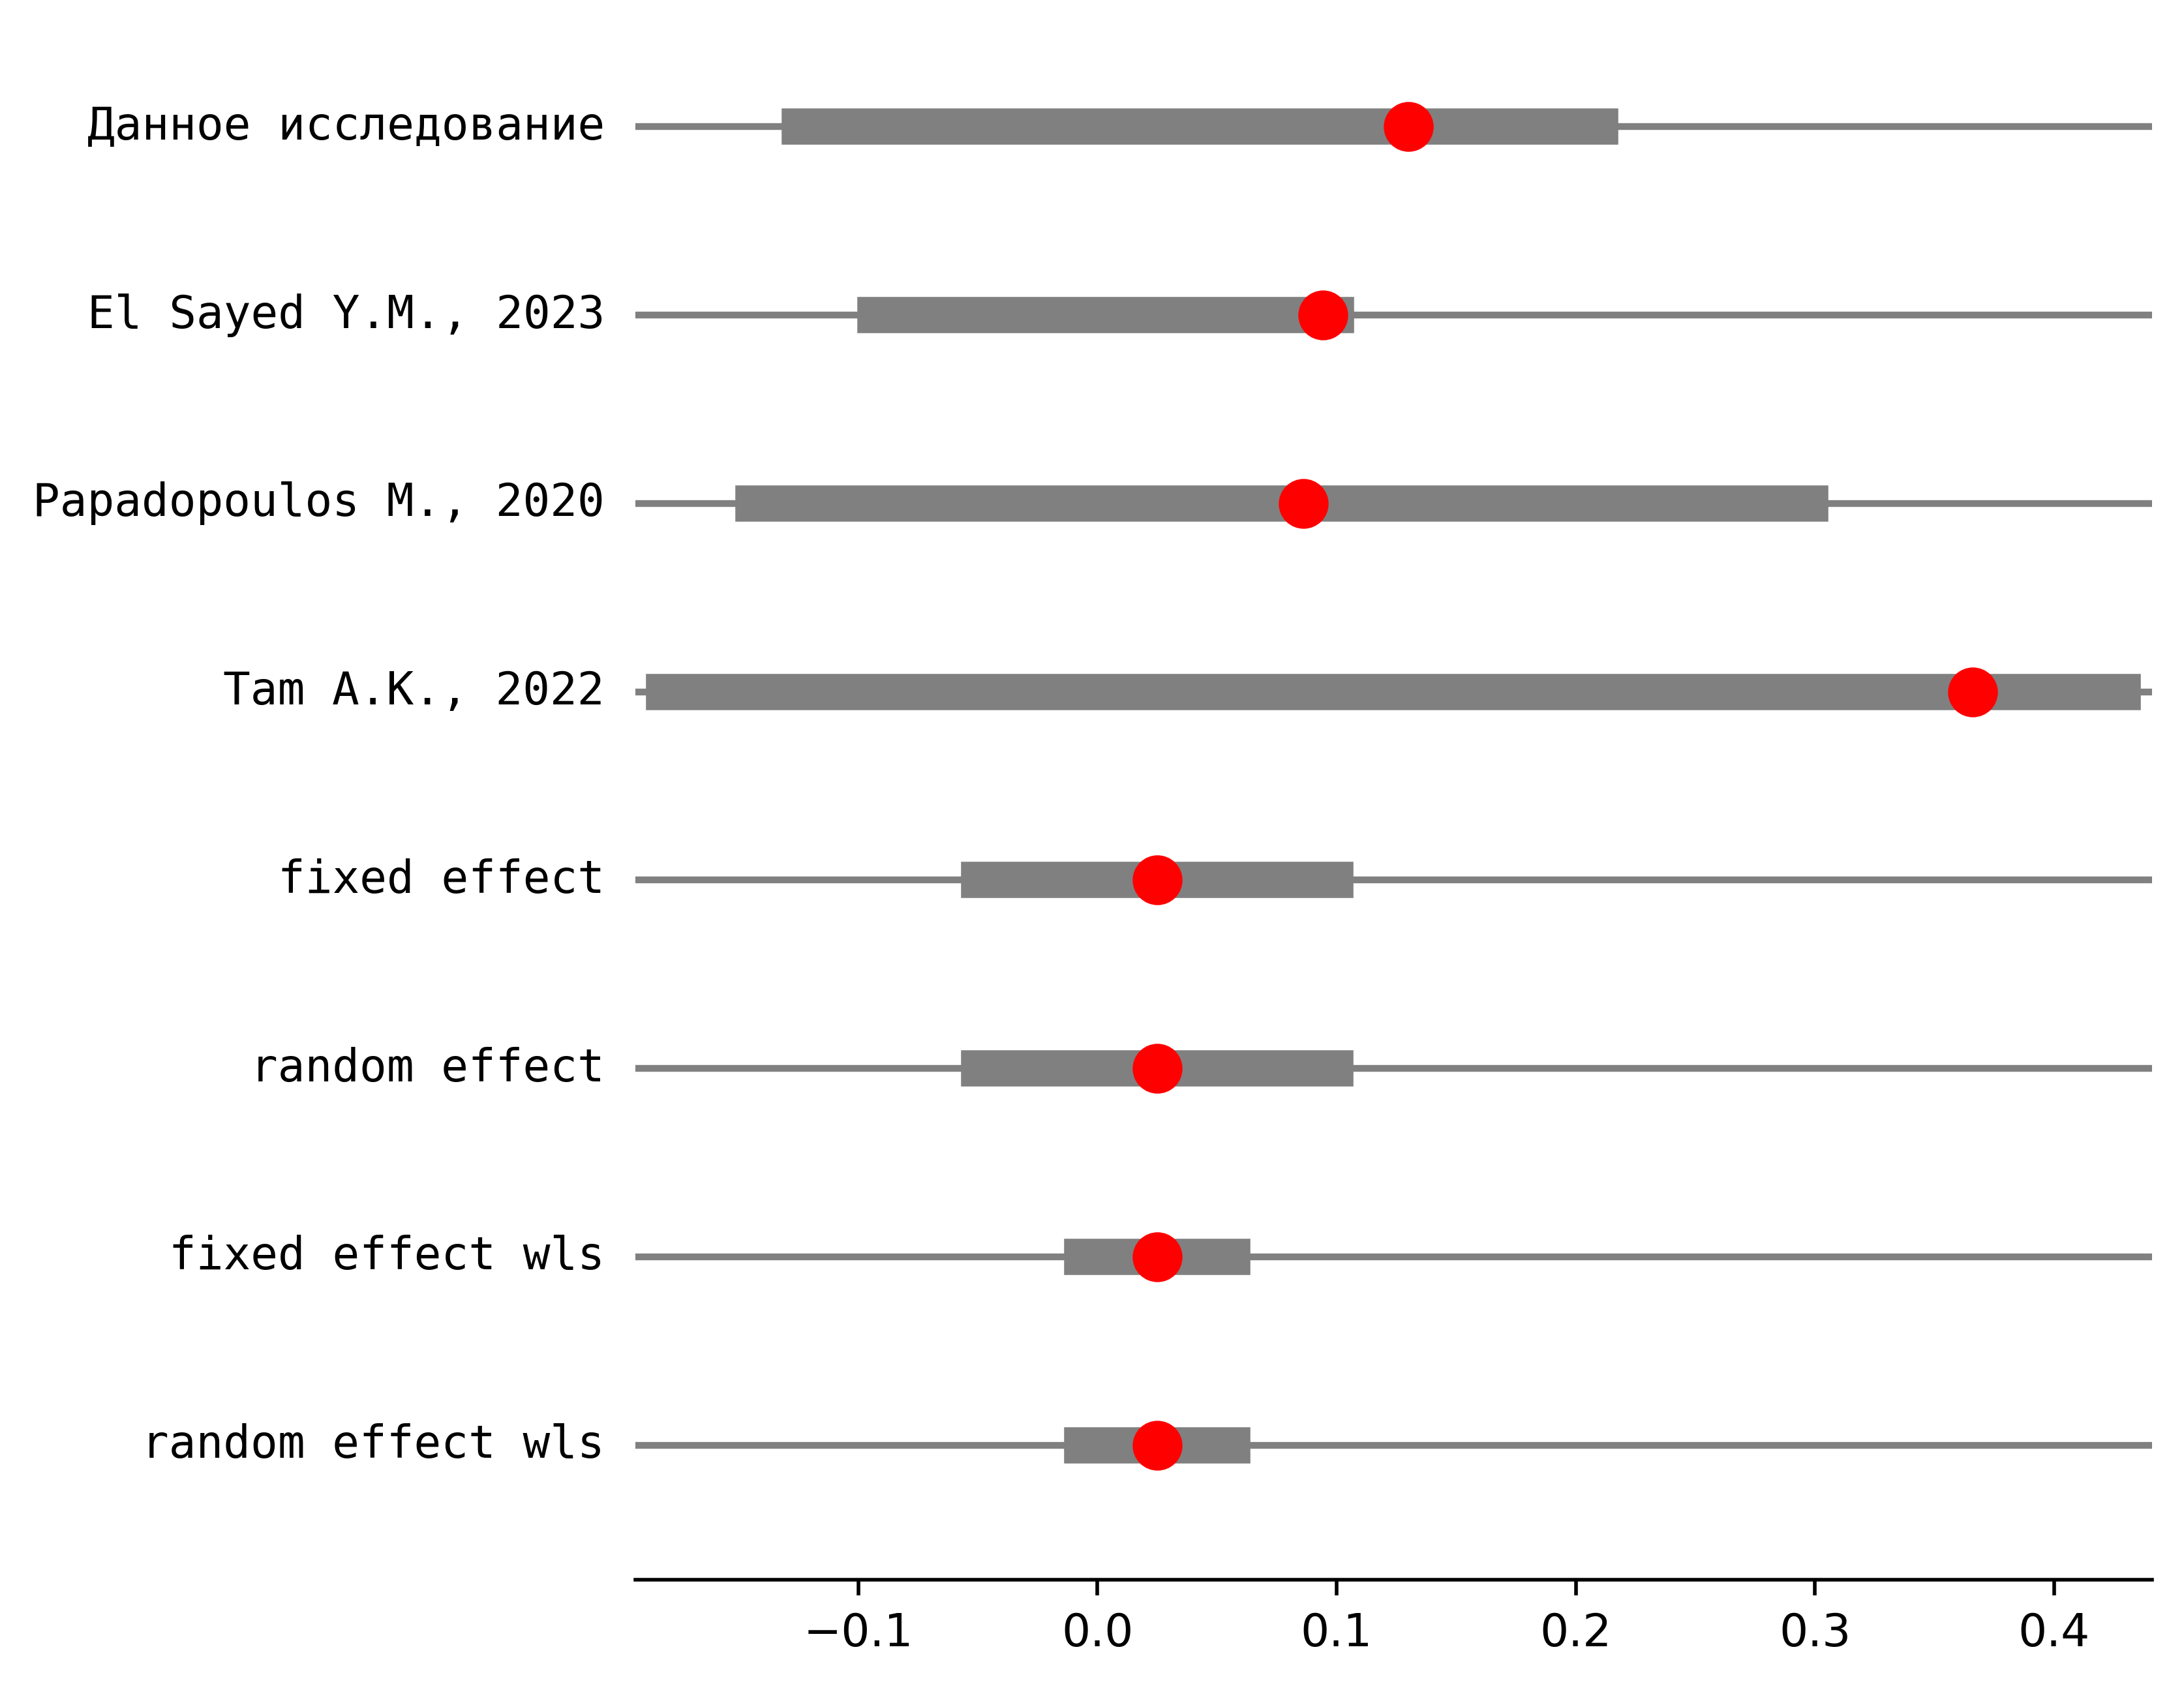 Данное исследование
El Sayed Y.M., 2023
Papadopoulos M., 2020
Tam A.K., 2022
fixed effect
random effect
fixed effect wls
random effect wls
−0.1 0.0 0.1 0.2 0.3 0.4